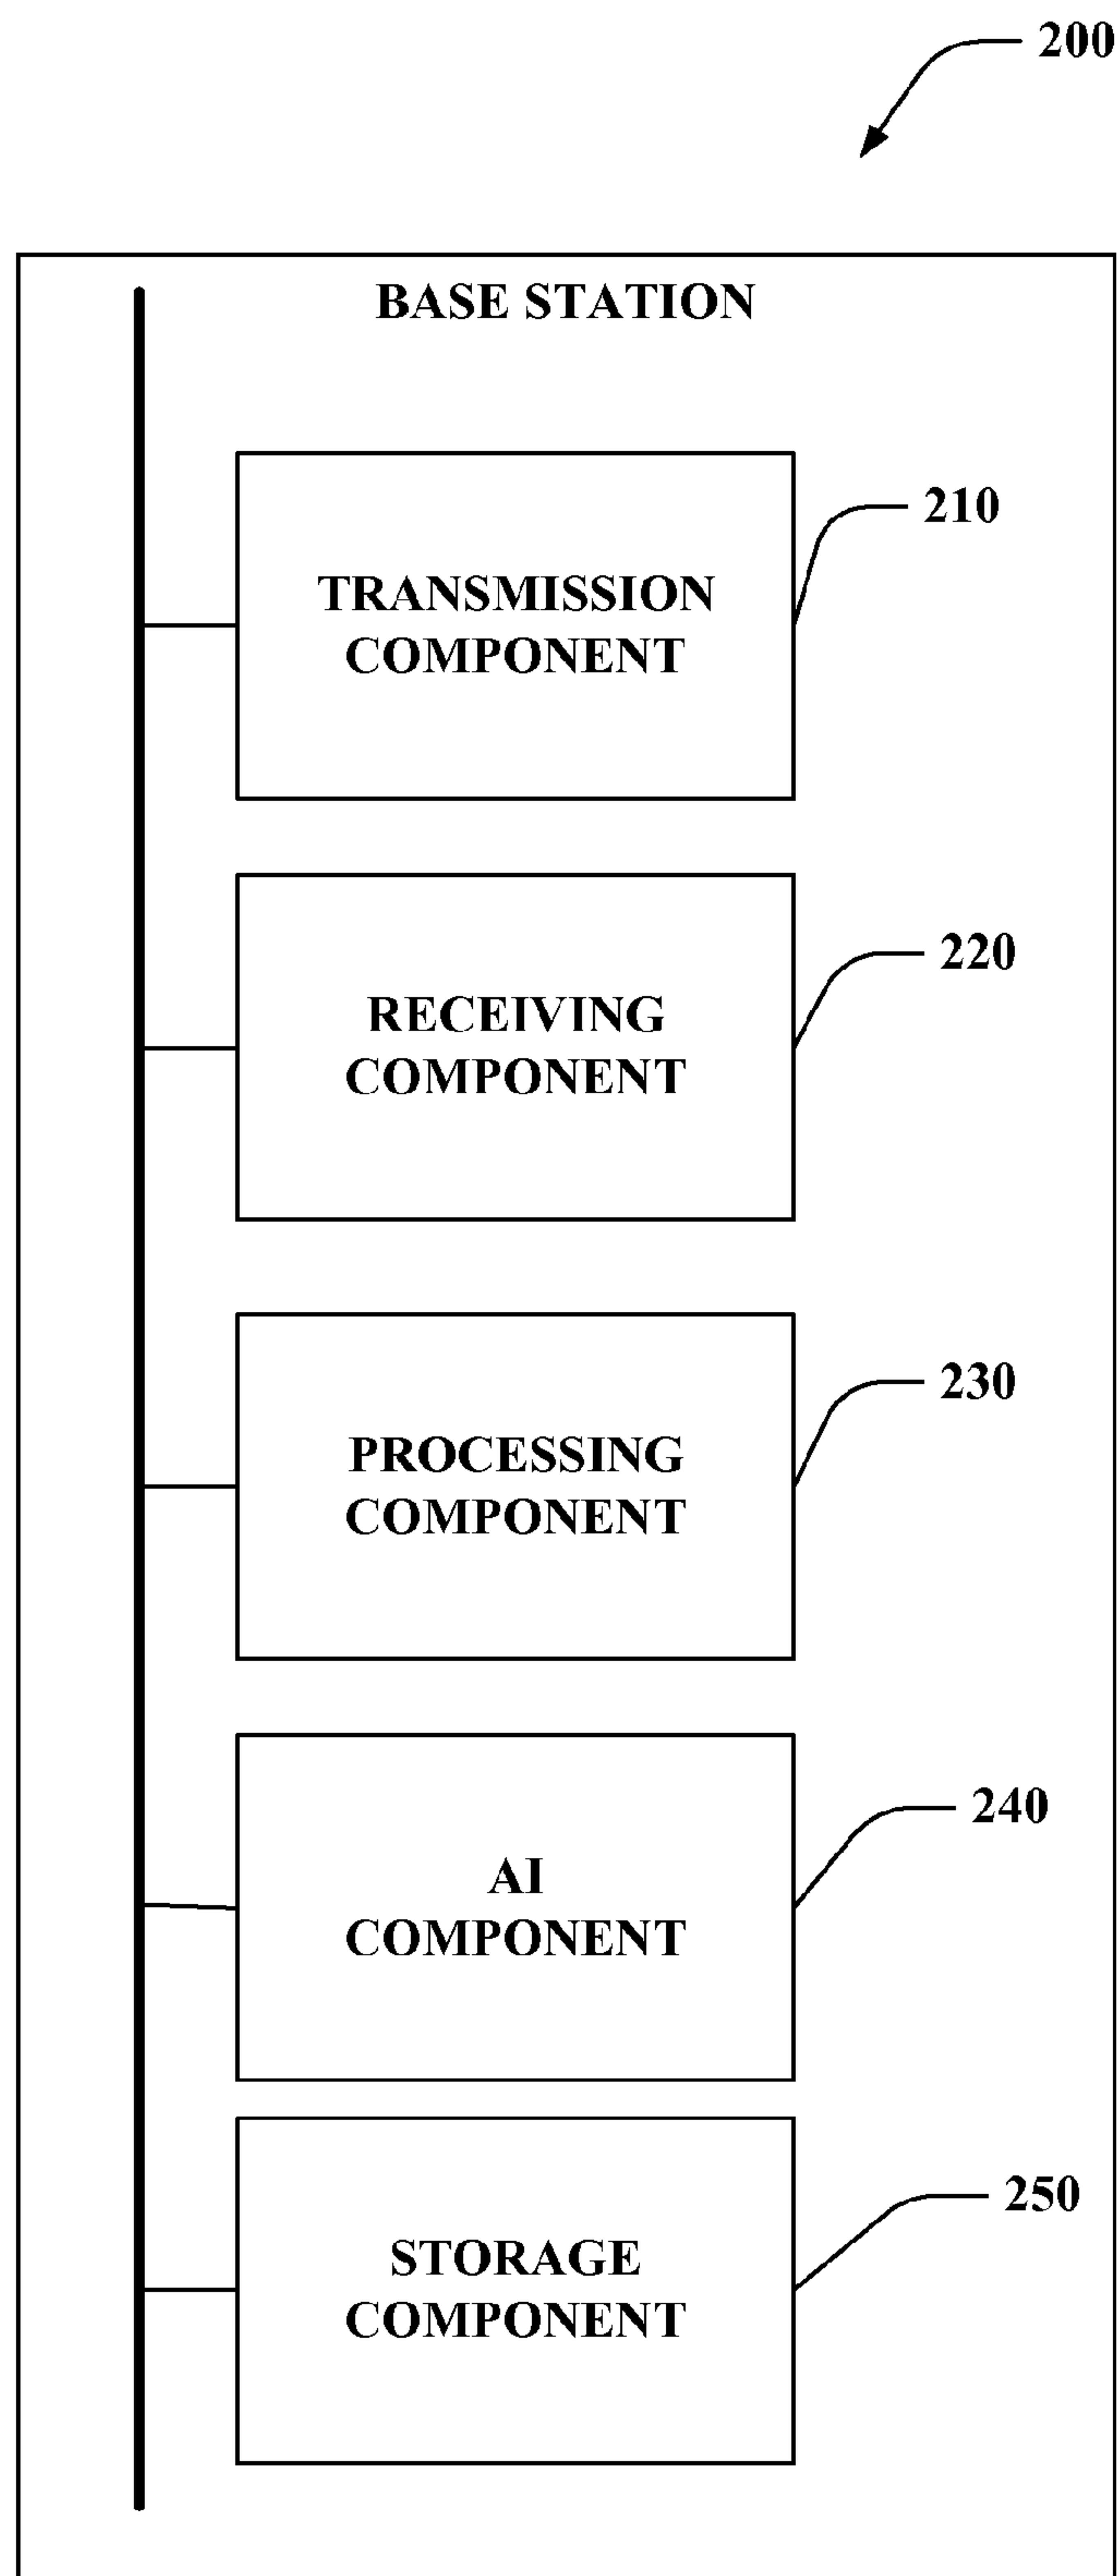 200
BASE STATION
210
TRANSMISSION
COMPONENT
220
RECEIVING
COMPONENT
230
PROCESSING
COMPONENT
240
AI
COMPONENT
250
STORAGE
COMPONENT